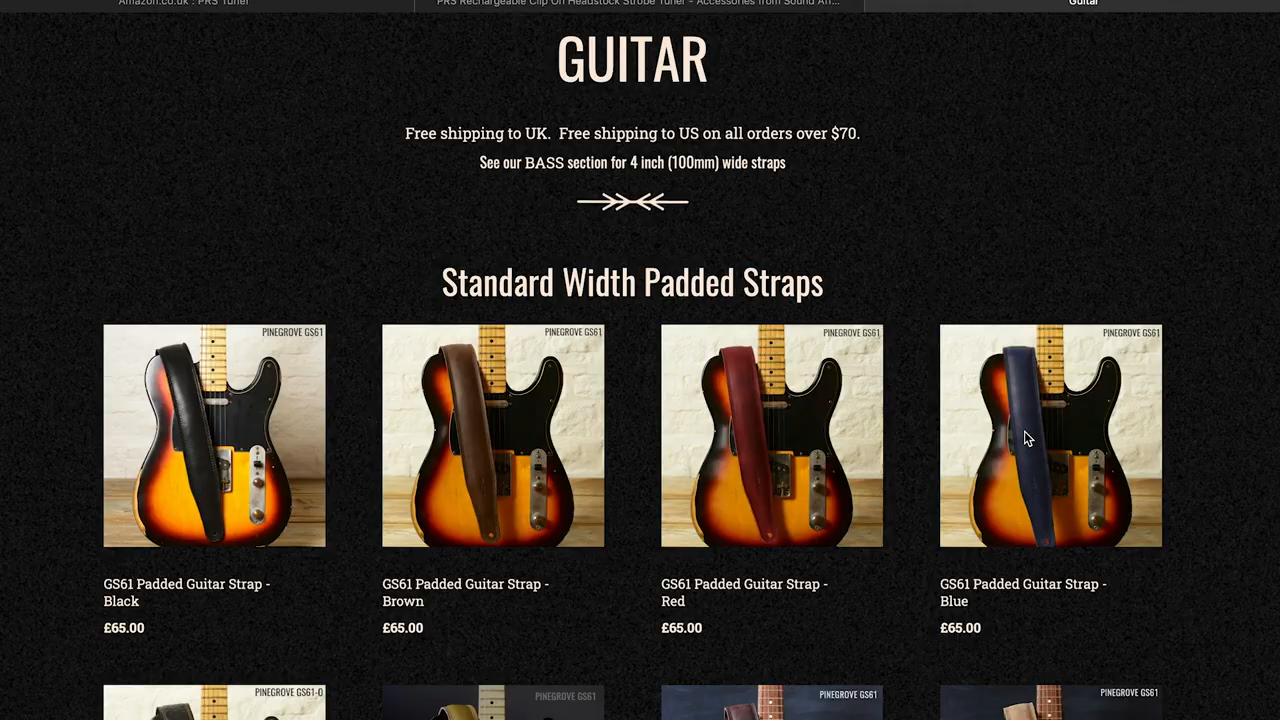 Amazon.co.uk : PRS Tuner
PRS Rechargeable Clip On Headstock Strobe Tuner - Accessories from Sound Aff...
Guitar
GUITAR
Free shipping to UK.  Free shipping to US on all orders over $70.
See our BASS section for 4 inch (100mm) wide straps
Standard Width Padded Straps
PINEGROVE GS61
PINEGROVE GS61
PINEGROVE GS61
PINEGROVE GS61
GS61 Padded Guitar Strap -
Black
£65.00
GS61 Padded Guitar Strap -
Brown
£65.00
GS61 Padded Guitar Strap -
Red
£65.00
GS61 Padded Guitar Strap -
Blue
£65.00
PINEGROVE GS61-0
PINEGROVE GS61
PINEGROVE GS61
PINEGROVE GS61